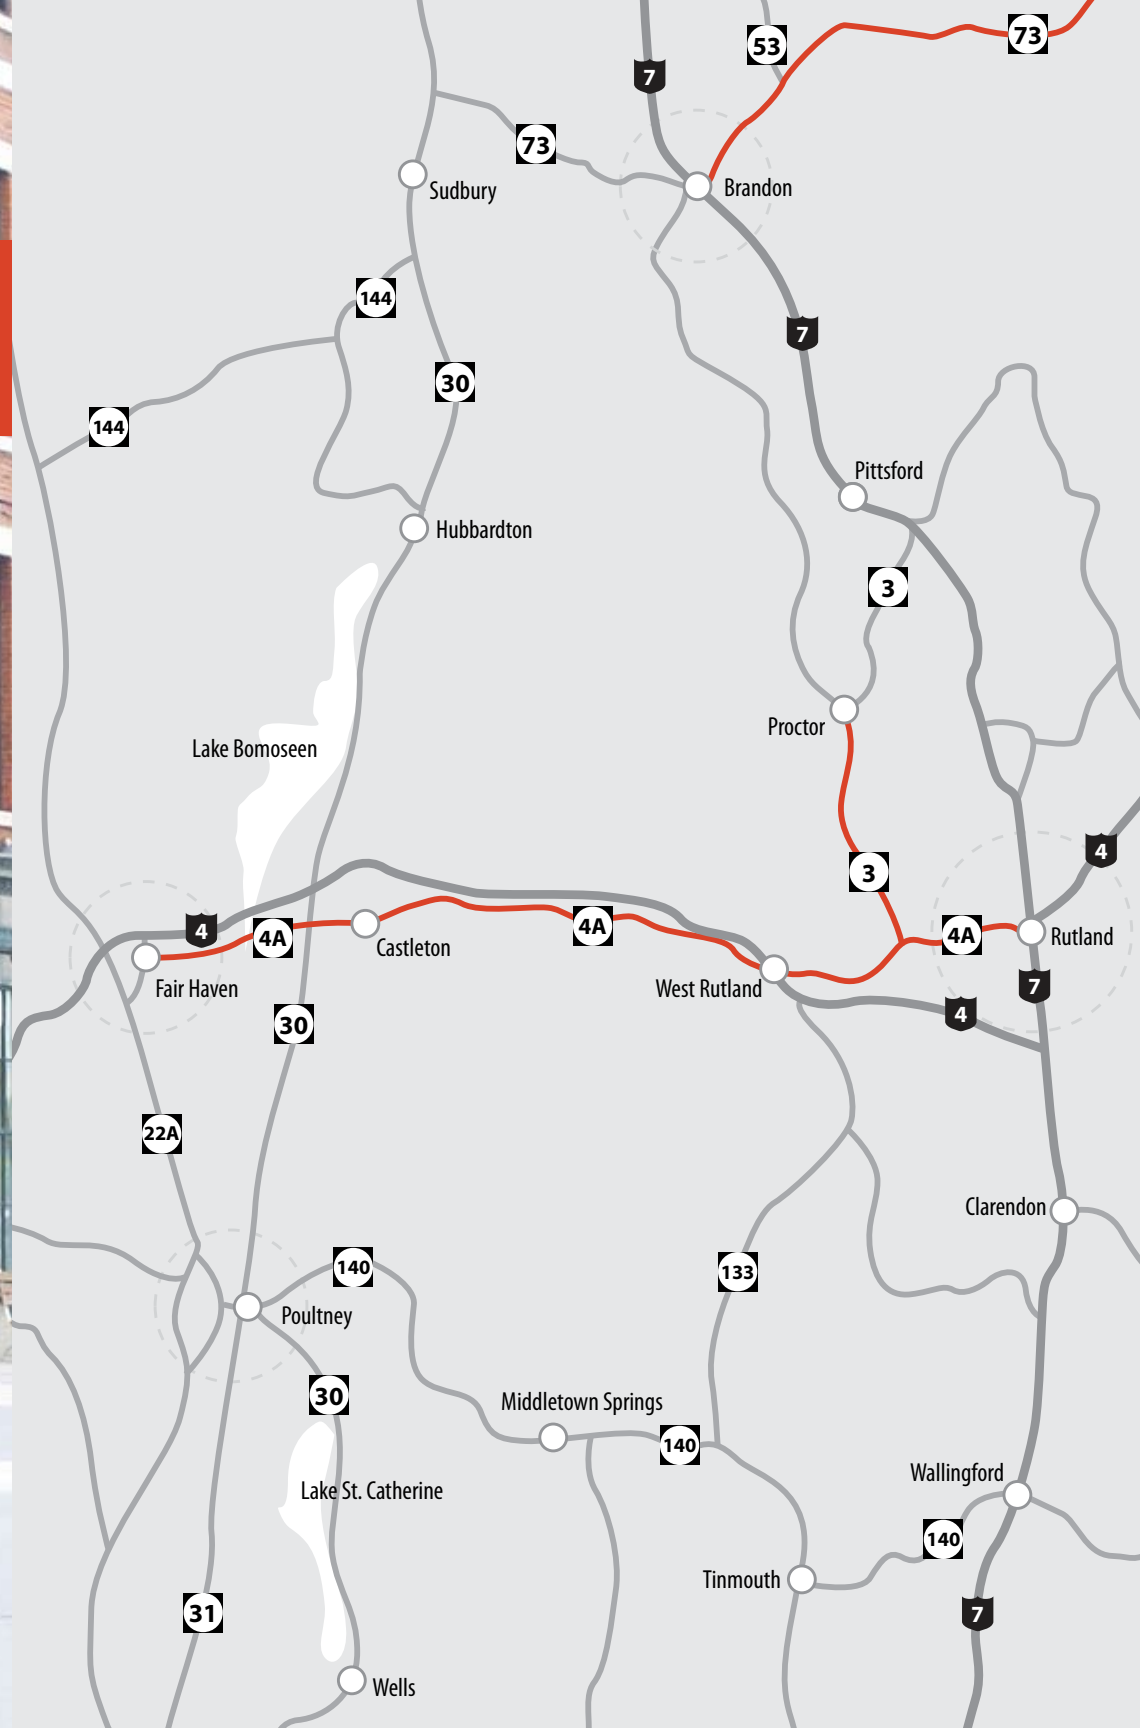 53
73
7
73
Brandon
Sudbury
144
7
30
144
Pittsford
Hubbardton
3
Proctor
Lake Bomoseen
4
3
4
4A
4A
4A
Rutland
Castleton
Fair Haven
West Rutland
7
4
30
22A
Clarendon
140
133
Poultney
30
Middletown Springs
140
Wallingford
Lake St. Catherine
140
Tinmouth
31
7
Wells